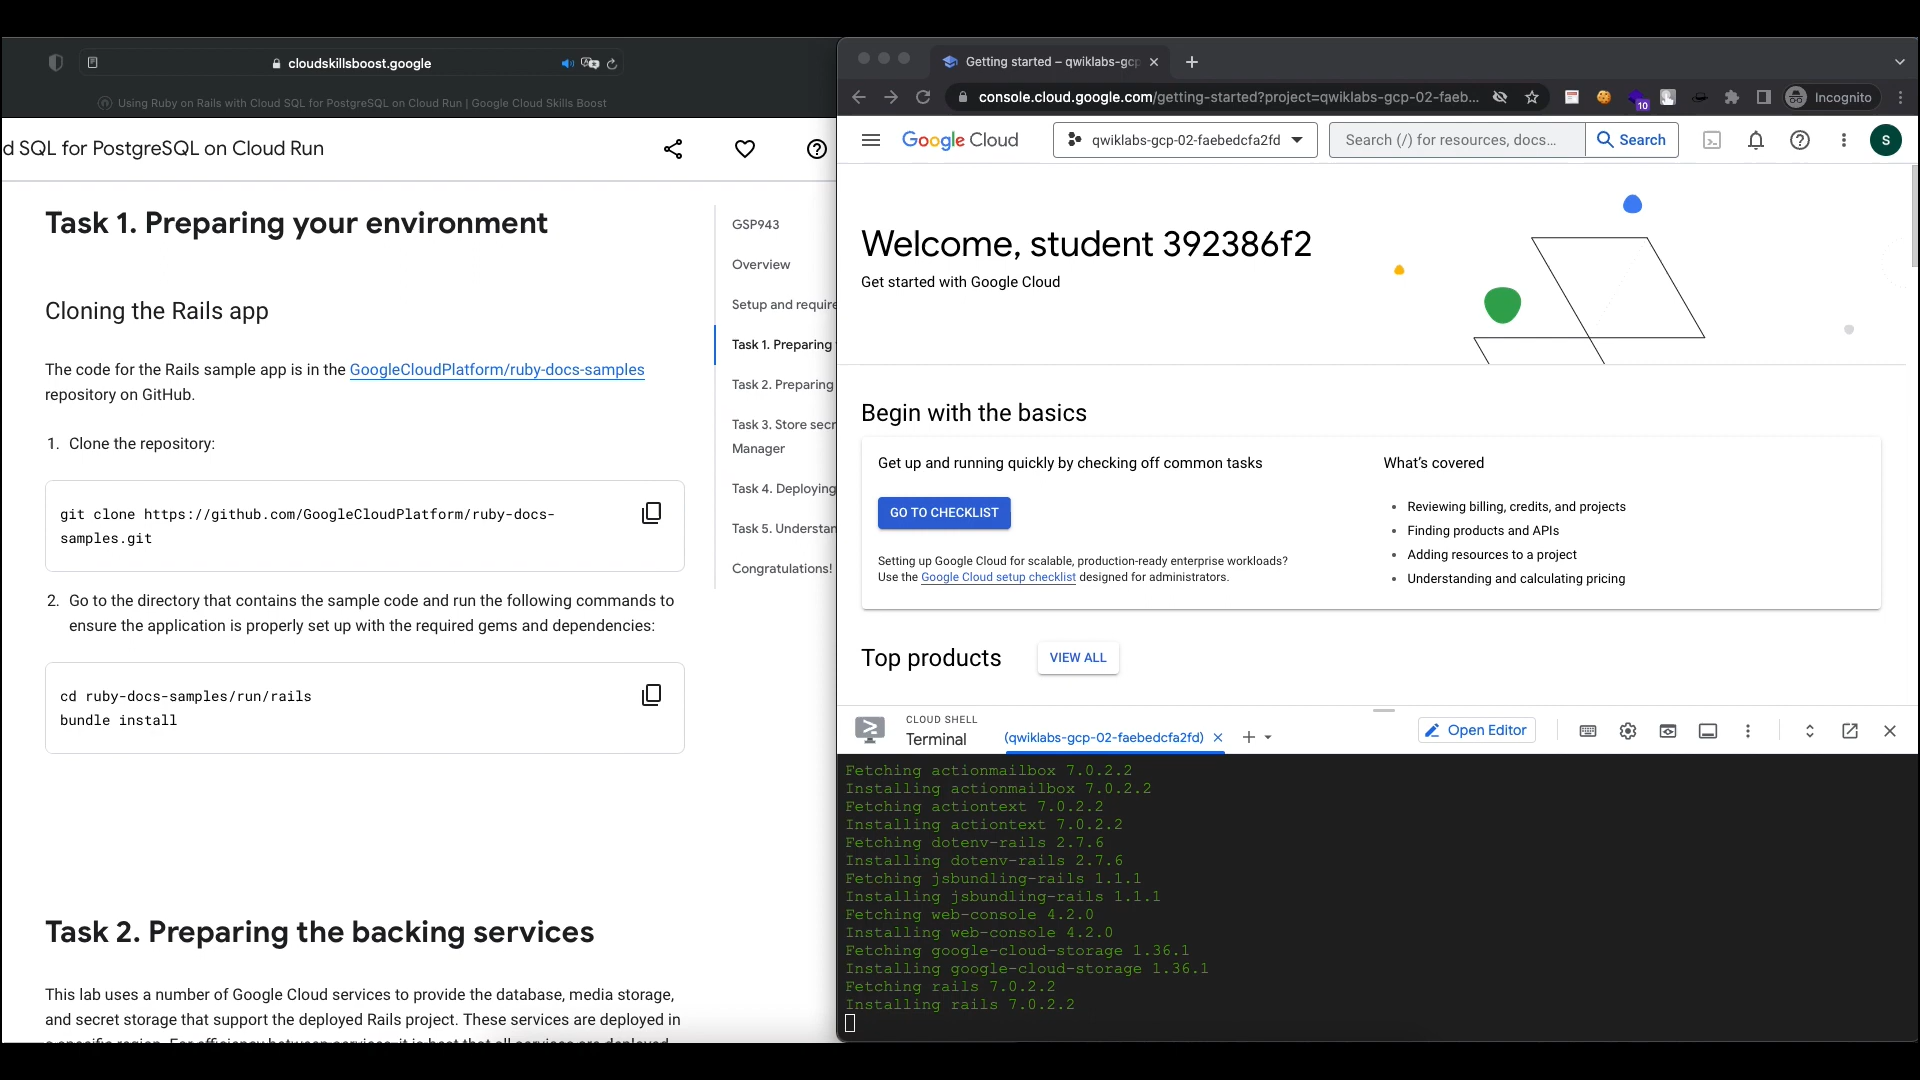 cloudskillsboost.google
Using Ruby on Rails with Cloud SQL for PostgreSQL on Cloud Run | Google Cloud Skills Boost
d SQL for PostgreSQL on Cloud Run
Task 1. Preparing your environment
Cloning the Rails app
The code for the Rails sample app is in the GoogleCloudPlatform/ruby-docs-samples
repository on GitHub.
1. Clone the repository:
git clone https://github.com/GoogleCloudPlatform/ruby-docs-
samples.git
2. Go to the directory that contains the sample code and run the following commands to
ensure the application is properly set up with the required gems and dependencies:
cd ruby-docs-samples/run/rails
bundle install
Task 2. Preparing the backing services
This lab uses a number of Google Cloud services to provide the database, media storage,
and secret storage that support the deployed Rails project. These services are deployed in
a specific region. For efficiency between services, it is best that all services are deployed
GSP943
Overview
Setup and require
Task 1. Preparing
Task 2. Preparing
Task 3. Store secr
Manager
Task 4. Deploying
Task 5. Understan
Congratulations!
Getting started – qwiklabs-gcp
console.cloud.google.com/getting-started?project=qwiklabs-gcp-02-faeb...
10
Incognito
Google Cloud
qwiklabs-gcp-02-faebedcfa2fd
Search (/) for resources, docs...
Search
S
Welcome, student 392386f2
Get started with Google Cloud
Begin with the basics
Get up and running quickly by checking off common tasks
GO TO CHECKLIST
Setting up Google Cloud for scalable, production-ready enterprise workloads?
Use the Google Cloud setup checklist designed for administrators.
What's covered
• Reviewing billing, credits, and projects
• Finding products and APIs
• Adding resources to a project
• Understanding and calculating pricing
Top products
VIEW ALL
CLOUD SHELL
Terminal
(qwiklabs-gcp-02-faebedcfa2fd)
Open Editor
Fetching actionmailbox 7.0.2.2
Installing actionmailbox 7.0.2.2
Fetching actiontext 7.0.2.2
Installing actiontext 7.0.2.2
Fetching dotenv-rails 2.7.6
Installing dotenv-rails 2.7.6
Fetching jsbundling-rails 1.1.1
Installing jsbundling-rails 1.1.1
Fetching web-console 4.2.0
Installing web-console 4.2.0
Fetching google-cloud-storage 1.36.1
Installing google-cloud-storage 1.36.1
Fetching rails 7.0.2.2
Installing rails 7.0.2.2